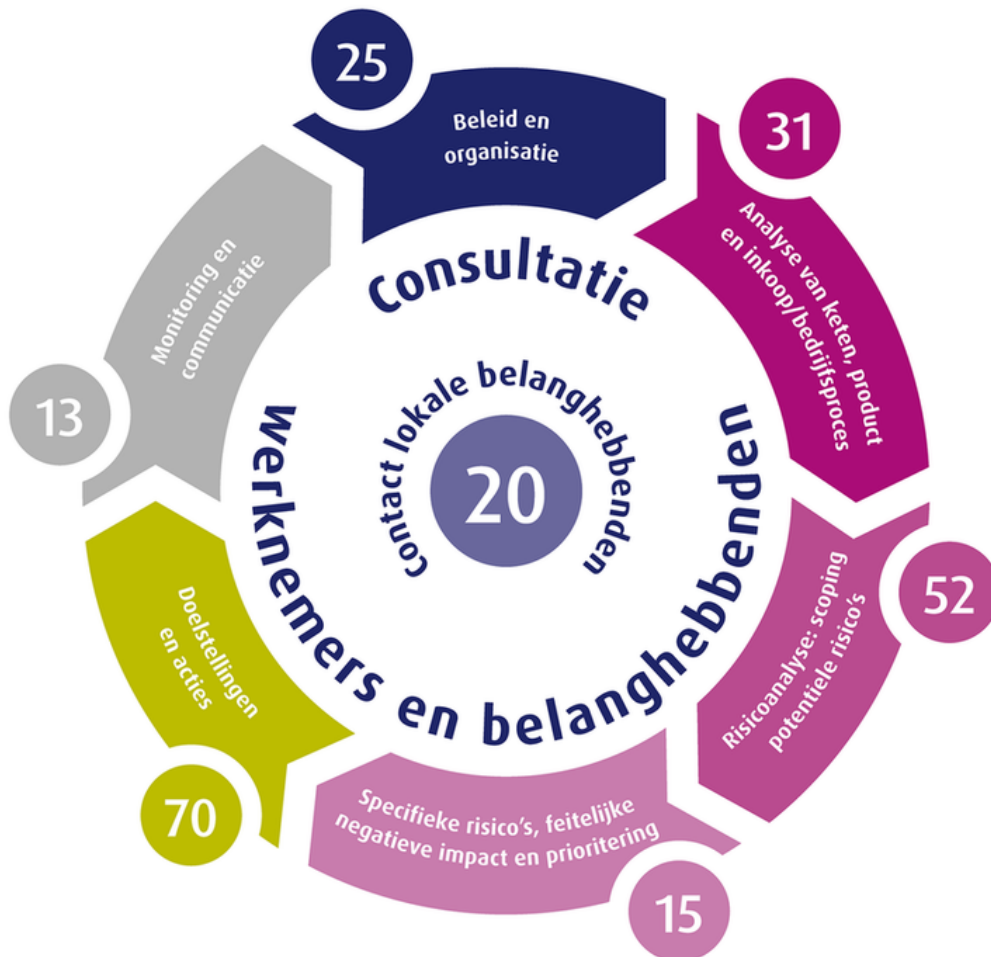 25
Beleid en
organisatie
31
Analyse van keten, product
en inkoop/bedrijfsproces
52
Risicoanalyse: scoping
potentiele risico's
15
Specifieke risico's, feitelijke
negatieve impact en prioritering
70
Doelstellingen
en acties
13
Monitoring en
communicatie
Consultatie
werknemers en belanghebbenden
Contact lokale belanghebbenden
20